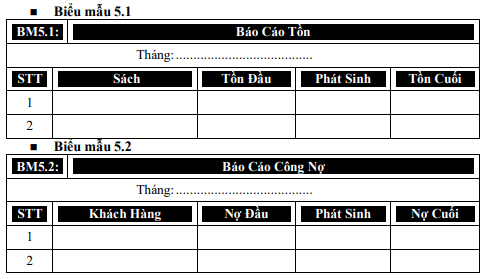 ▪ Biểu mẫu 5.1
BM5.1: Báo Cáo Tồn
Tháng:.......................................
STT Sách Tồn Đầu Phát Sinh Tồn Cuối
1
2
▪ Biểu mẫu 5.2
BM5.2: Báo Cáo Công Nợ
Tháng:.......................................
STT Khách Hàng Nợ Đầu Phát Sinh Nợ Cuối
1
2